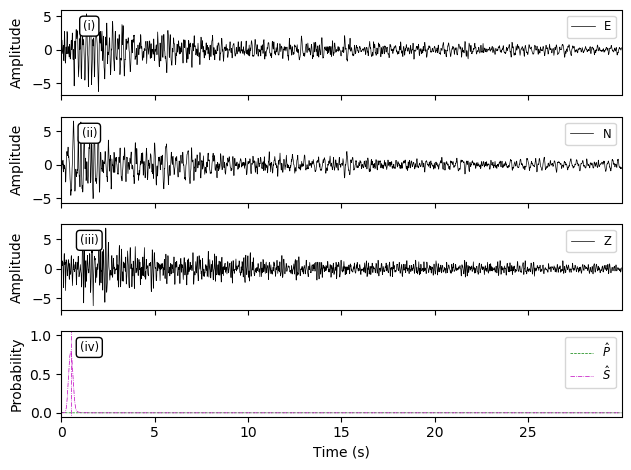 5
0
−5
Amplitude
(i)
E
5
0
−5
Amplitude
(ii)
N
5
0
−5
Amplitude
(iii)
Z
1.0
0.5
0.0
Probability
(iv)
P̂
Ŝ
0 5 10 15 20 25
Time (s)